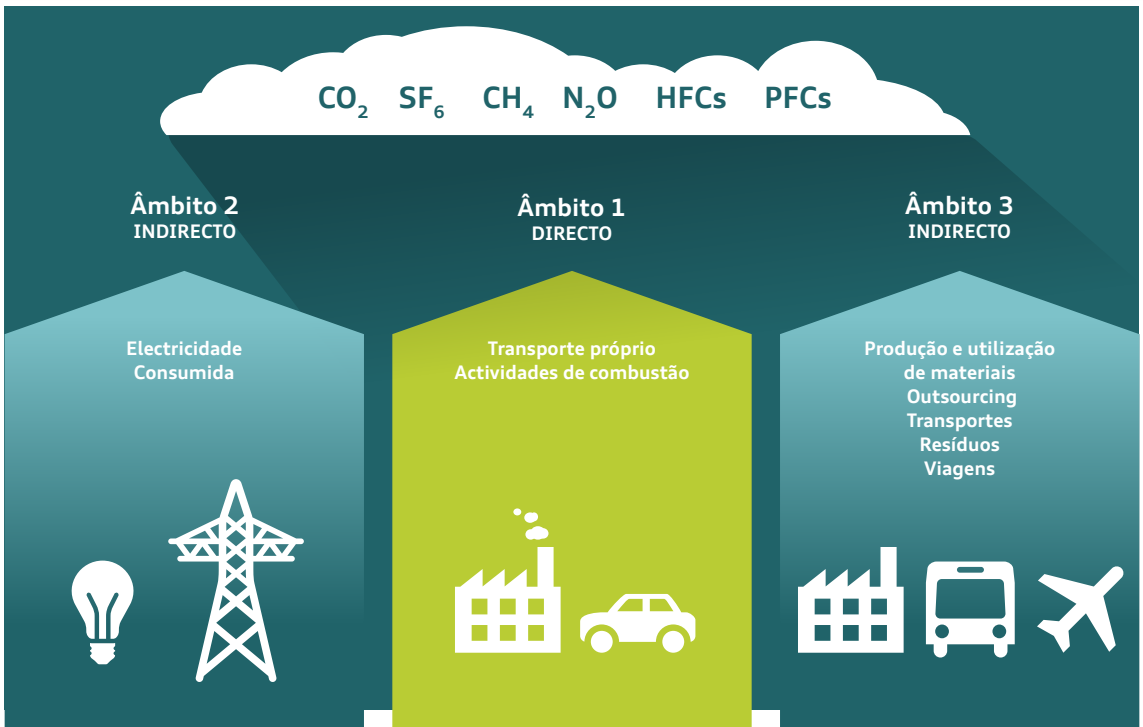 CO₂ SF₆ CH₄ N₂O HFCs PFCs
Âmbito 2
INDIRECTO
Electricidade
Consumida
Âmbito 1
DIRECTO
Transporte próprio
Actividades de combustão
Âmbito 3
INDIRECTO
Produção e utilização
de materiais
Outsourcing
Transportes
Resíduos
Viagens